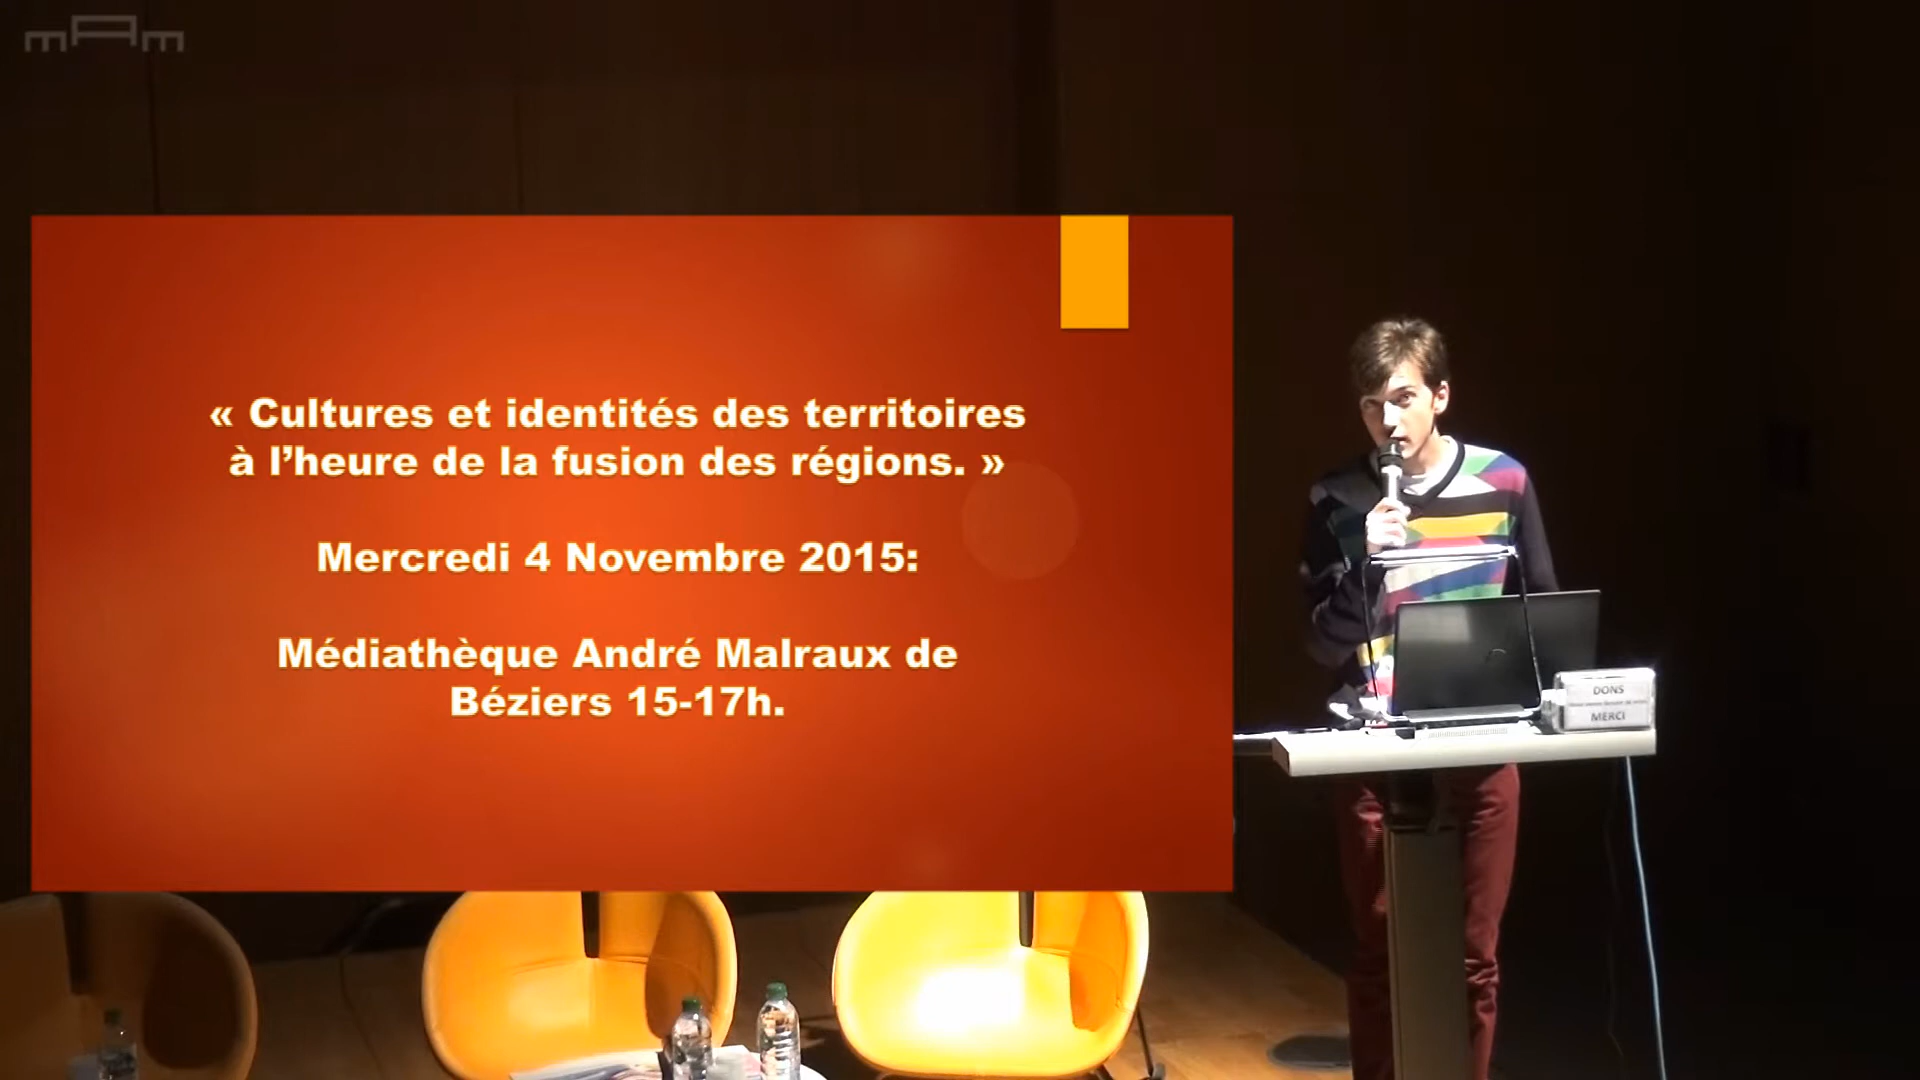 mAm
« Cultures et identités des territoires
à l’heure de la fusion des régions. »
Mercredi 4 Novembre 2015:
Médiathèque André Malraux de
Béziers 15-17h.
DONS
MERCI